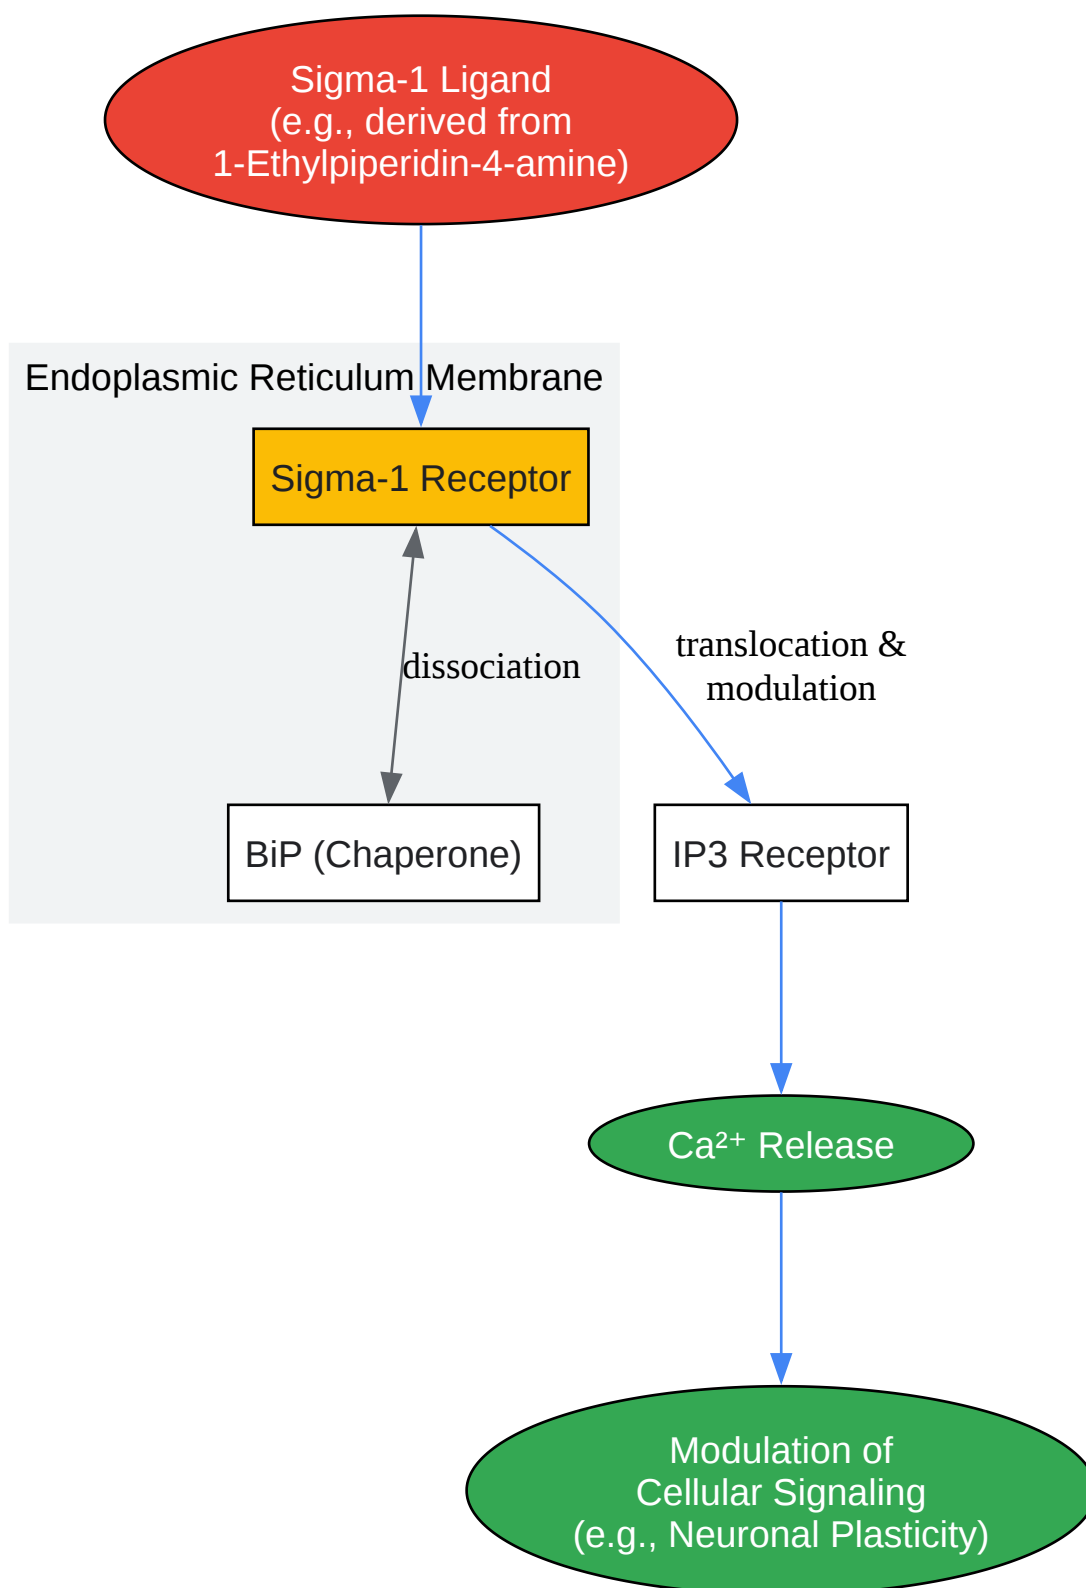 Sigma-1 Ligand
(e.g., derived from
1-Ethylpiperidin-4-amine)
Endoplasmic Reticulum Membrane
Sigma-1 Receptor
translocation &
modulation
dissociation
BiP (Chaperone)
IP3 Receptor
Ca²⁺ Release
Modulation of
Cellular Signaling
(e.g., Neuronal Plasticity)